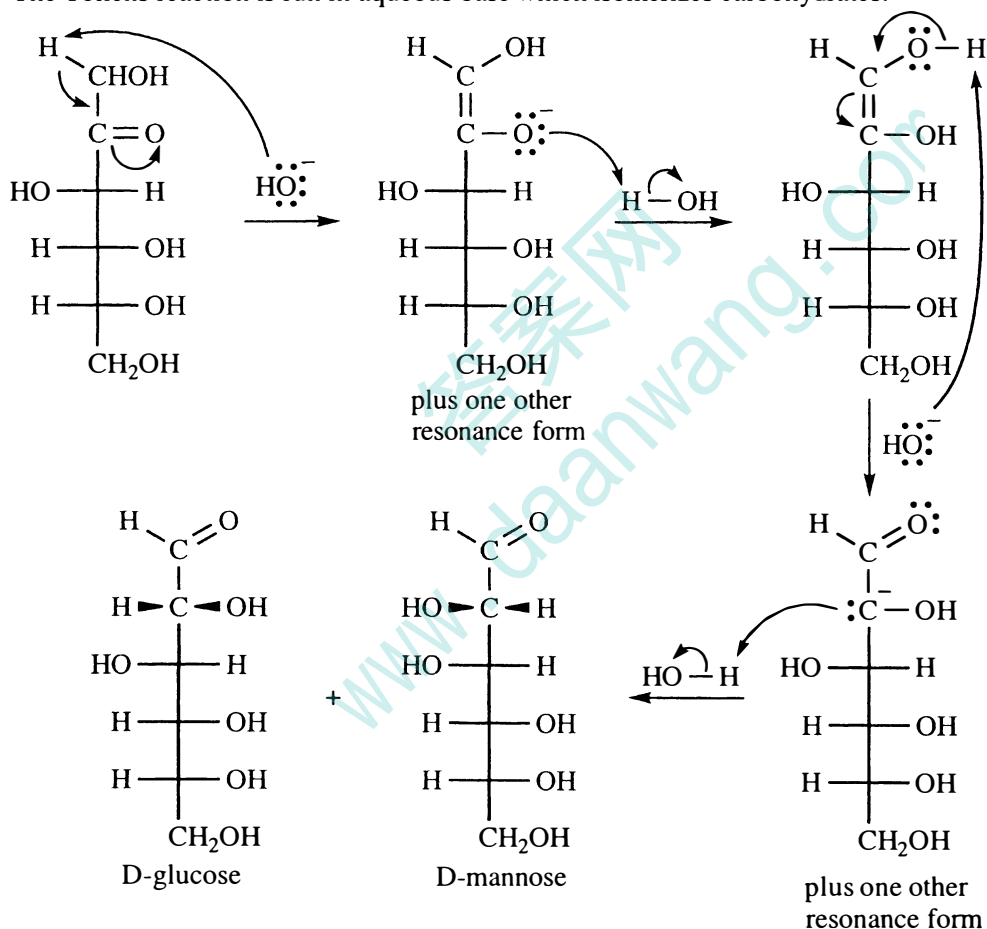 The Tollens reaction is run in aqueous base which isomerizes carbohydrates.
H
CHOH
C=O
HO H
H OH
H OH
CH2OH
HO:−
H OH
C
C—O:−
HO H
H OH
H OH
CH2OH
plus one other
resonance form
H—OH
H O—H
C
C—OH
HO H
H OH
H OH
CH2OH
HO:−
H O
C
H C OH
HO H
H OH
H OH
CH2OH
D-glucose
+
H O
C
HO C H
HO H
H OH
H OH
CH2OH
D-mannose
HO—H
H O:
C
:C−—OH
HO H
H OH
H OH
CH2OH
plus one other
resonance form
答案网
www.daanwang.com